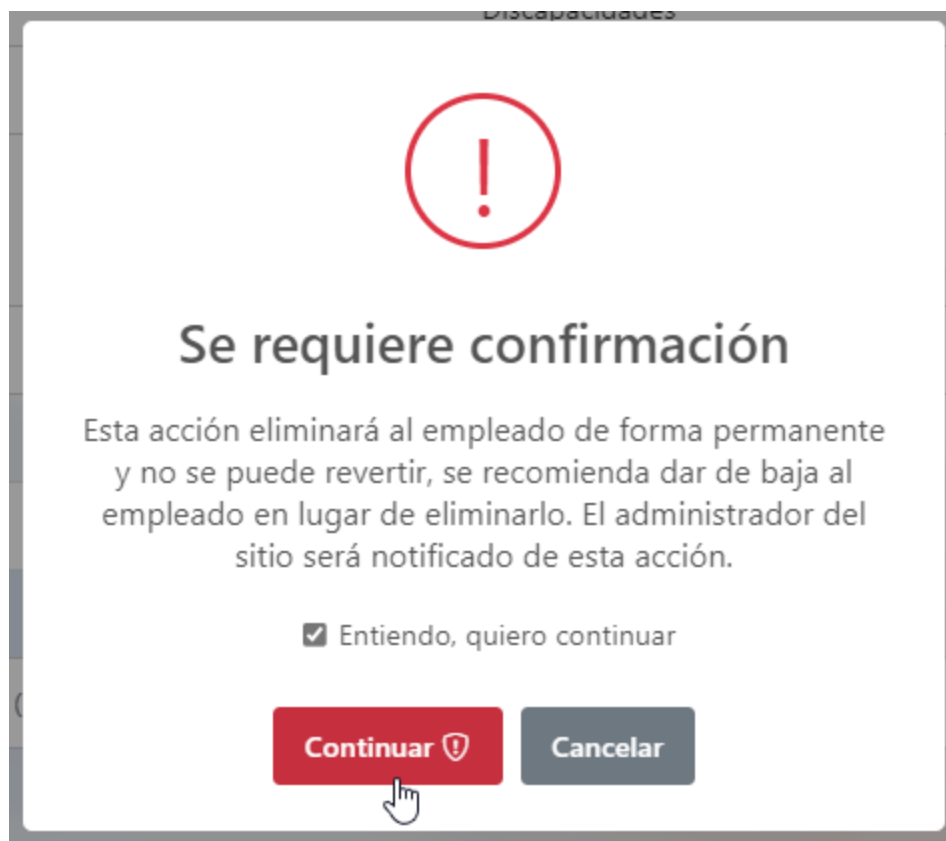 Discapacidades
!
Se requiere confirmación
Esta acción eliminará al empleado de forma permanente
y no se puede revertir, se recomienda dar de baja al
empleado en lugar de eliminarlo. El administrador del
sitio será notificado de esta acción.
Entiendo, quiero continuar
(
Continuar
Cancelar